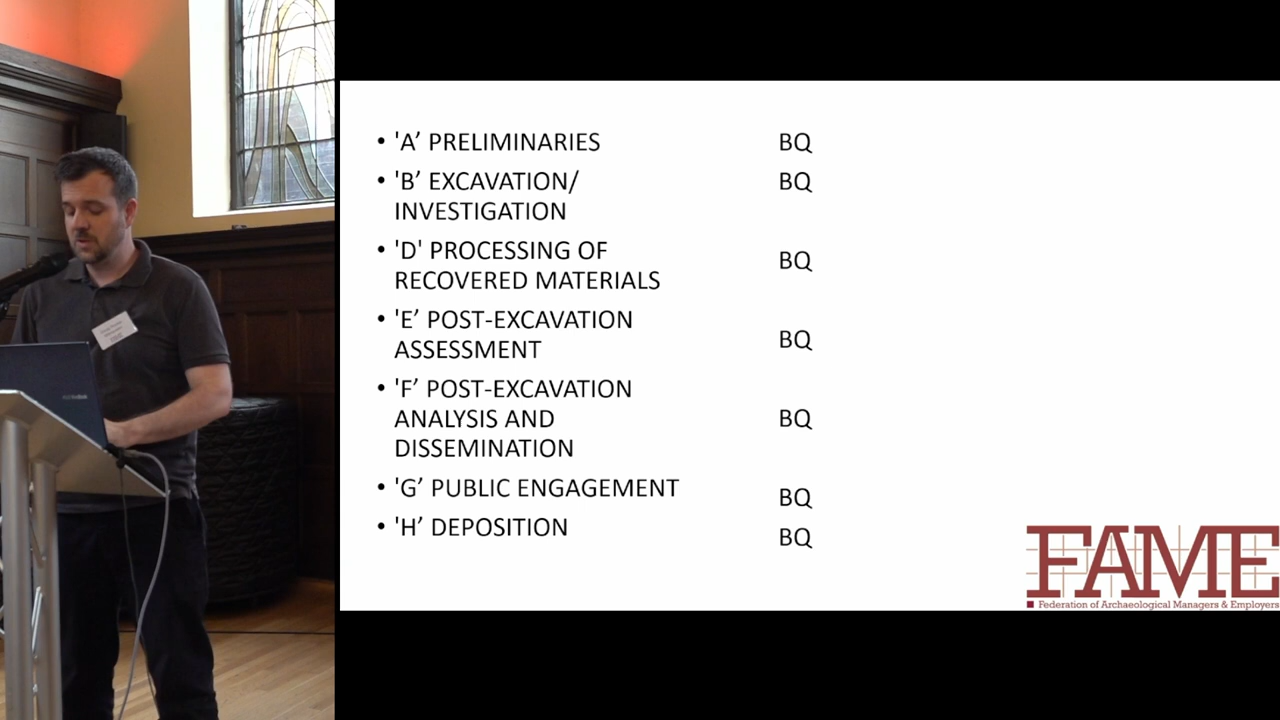 • 'A’ PRELIMINARIES BQ
• 'B’ EXCAVATION/ BQ
INVESTIGATION
• 'D' PROCESSING OF
RECOVERED MATERIALS BQ
• 'E’ POST-EXCAVATION
ASSESSMENT BQ
• 'F’ POST-EXCAVATION
ANALYSIS AND BQ
DISSEMINATION
• 'G’ PUBLIC ENGAGEMENT BQ
• 'H’ DEPOSITION BQ
FAME
Federation of Archaeological Managers & Employers